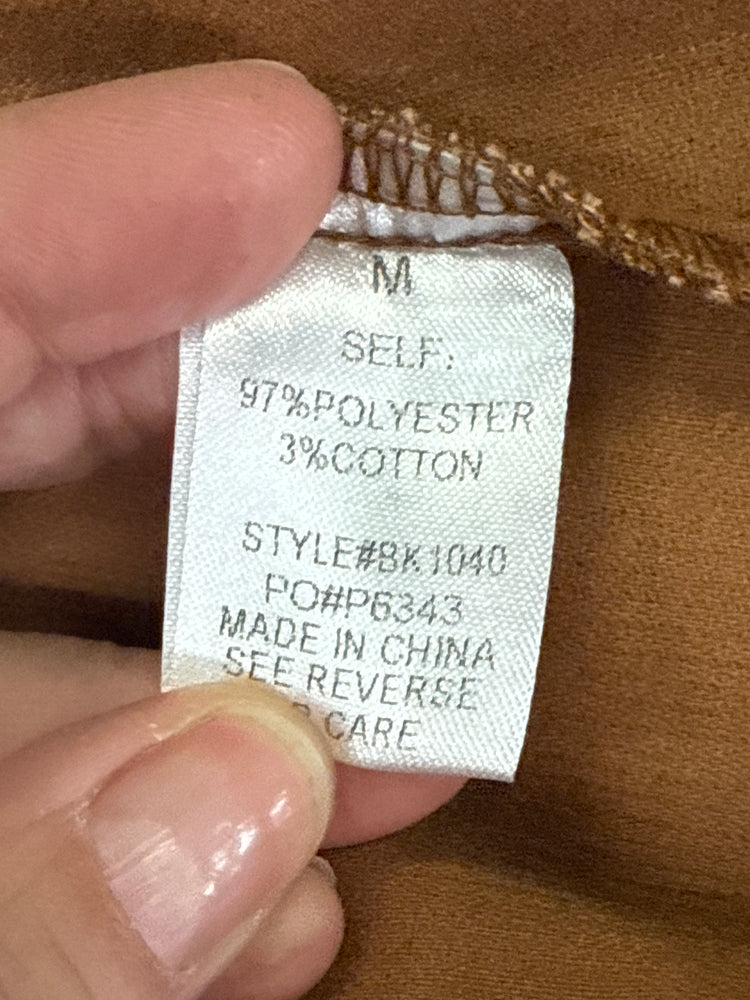 M
SELF:
97%POLYESTER
3%COTTON
STYLE#BK1040
PO#P6343
MADE IN CHINA
SEE REVERSE
CARE